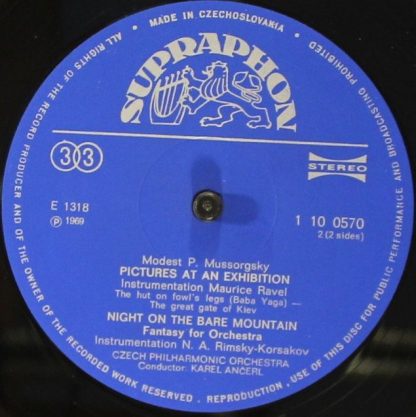 MADE IN CZECHOSLOVAKIA
ALL RIGHTS OF THE RECORD PRODUCER AND OF THE OWNER OF THE RECORDED WORK RESERVED . REPRODUCTION , USE OF THIS DISC FOR PUBLIC PERFORMANCE AND BROADCASTING PROHIBITED
SUPRAPHON
33
STEREO
E 1318
Ⓟ 1969
1 10 0570
2 (2 sides)
Modest P. Mussorgsky
PICTURES AT AN EXHIBITION
Instrumentation Maurice Ravel
The hut on fowl's legs (Baba Yaga) —
The great gate of Kiev
NIGHT ON THE BARE MOUNTAIN
Fantasy for Orchestra
Instrumentation N. A. Rimsky-Korsakov
CZECH PHILHARMONIC ORCHESTRA
Conductor: KAREL ANČERL